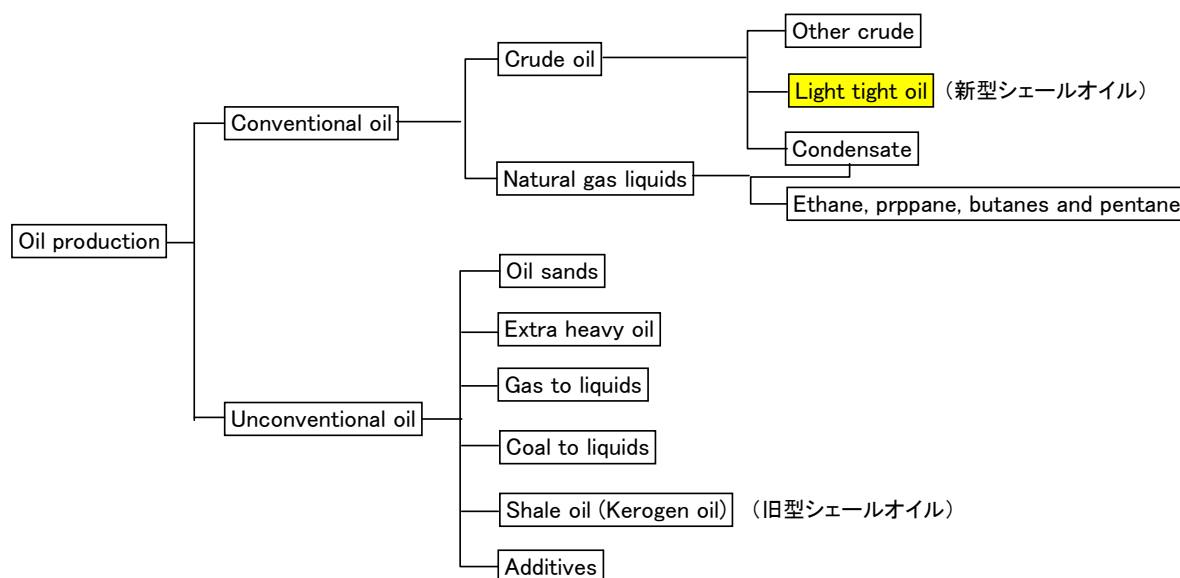 Other crude
Crude oil
Light tight oil （新型シェールオイル）
Conventional oil
Condensate
Natural gas liquids
Ethane, prppane, butanes and pentane
Oil production
Oil sands
Extra heavy oil
Gas to liquids
Unconventional oil
Coal to liquids
Shale oil (Kerogen oil) （旧型シェールオイル）
Additives